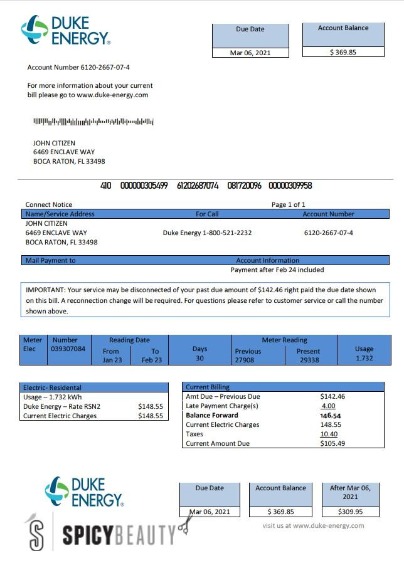 DUKE
ENERGY®
Due Date
Account Balance
Mar 06, 2021
$ 369.85
Account Number 6120-2667-07-4
For more information about your current
bill please go to www.duke-energy.com
JOHN CITIZEN
6469 ENCLAVE WAY
BOCA RATON, FL 33498
410 000000305499 61202687074 081720096 00000309958
Connect Notice
Page 1 of 1
Name/Service Address For Call Account Number
JOHN CITIZEN
6469 ENCLAVE WAY Duke Energy 1-800-521-2232 6120-2667-07-4
BOCA RATON, FL 33498
Mail Payment to Account Information
Payment after Feb 24 included
IMPORTANT: Your service may be disconnected of your past due amount of $142.46 right paid the due date shown
on this bill. A reconnection change will be required. For questions please refer to customer service or call the number
shown above.
Meter Number Reading Date Days Meter Reading Usage
Elec 039307084 From To 30 Previous Present 1.732
Jan 23 Feb 23 27908 29338
Electric- Residental
Usage – 1.732 kWh
Duke Energy – Rate RSN2 $148.55
Current Electric Charges $148.55
Current Billing
Amt Due – Previous Due $142.46
Late Payment Charge(s) 4.00
Balance Forward 146.54
Current Electric Charges 148.55
Taxes 10.40
Current Amount Due $105.49
DUKE
ENERGY®
Due Date Account Balance After Mar 06,
2021
Mar 06, 2021 $ 369.85 $309.95
visit us at www.duke-energy.com
SPICYBEAUTY